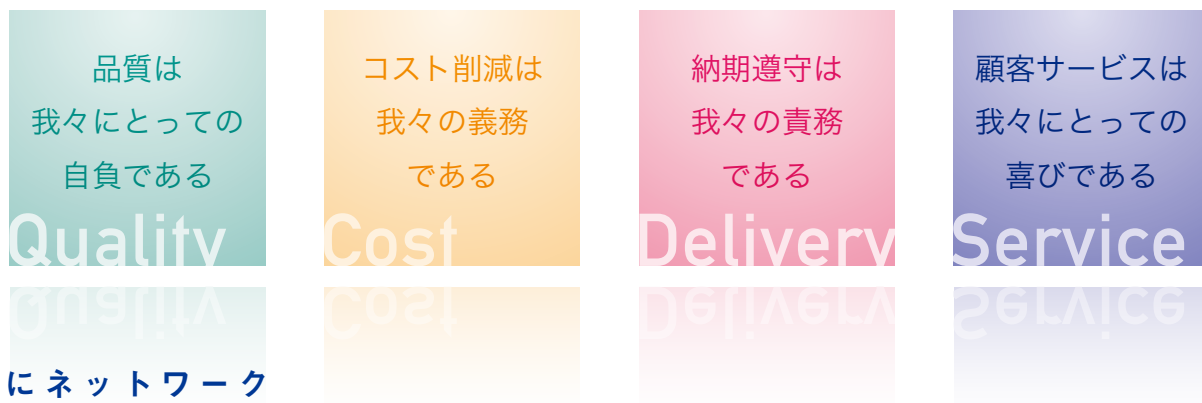 品質は
我々にとっての
自負である
Quality
コスト削減は
我々の義務
である
Cost
納期遵守は
我々の責務
である
Delivery
顧客サービスは
我々にとっての
喜びである
Service
にネットワーク